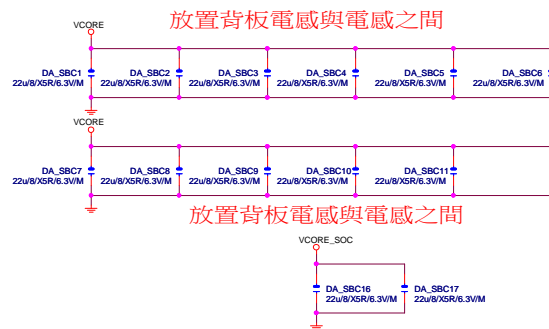 放置背板電感與電感之間
VCORE
DA_SBC1 DA_SBC2 DA_SBC3 DA_SBC4 DA_SBC5 DA_SBC6
22u/8/X5R/6.3V/M 22u/8/X5R/6.3V/M 22u/8/X5R/6.3V/M 22u/8/X5R/6.3V/M 22u/8/X5R/6.3V/M 22u/8/X5R/6.3V/M
VCORE
DA_SBC7 DA_SBC8 DA_SBC9 DA_SBC10 DA_SBC11
22u/8/X5R/6.3V/M 22u/8/X5R/6.3V/M 22u/8/X5R/6.3V/M 22u/8/X5R/6.3V/M 22u/8/X5R/6.3V/M
放置背板電感與電感之間
VCORE_SOC
DA_SBC16 DA_SBC17
22u/8/X5R/6.3V/M 22u/8/X5R/6.3V/M